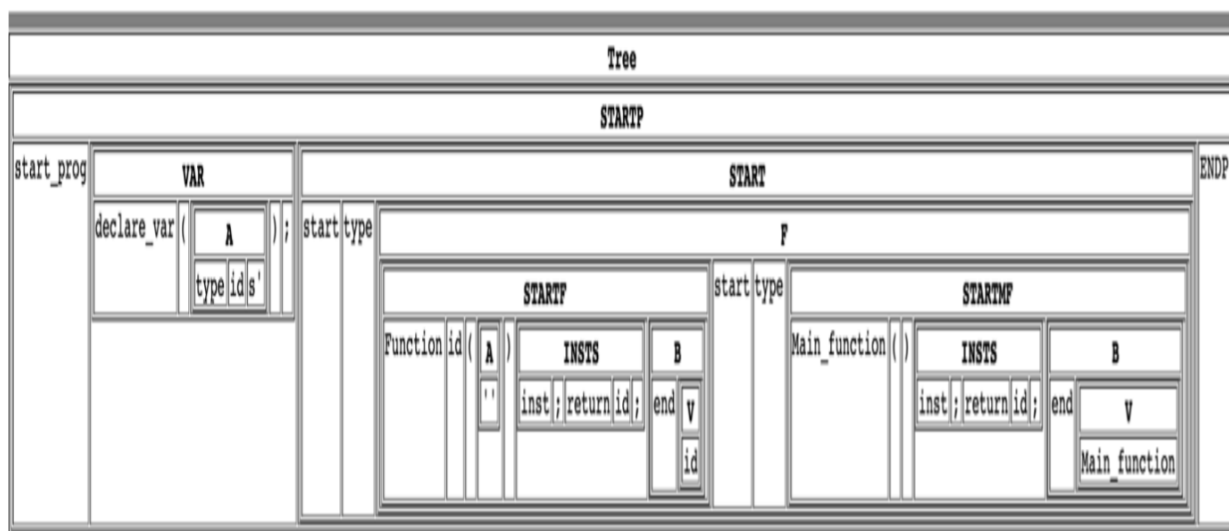 Tree
STARTP
start_prog VAR START ENDP
declare_var ( A ) ; start type F
type id s' STARTF start type STARTMF
Function id ( A ) INSTS B Main_function ( ) INSTS B
'' inst ; return id ; end V inst ; return id ; end V
id Main_function